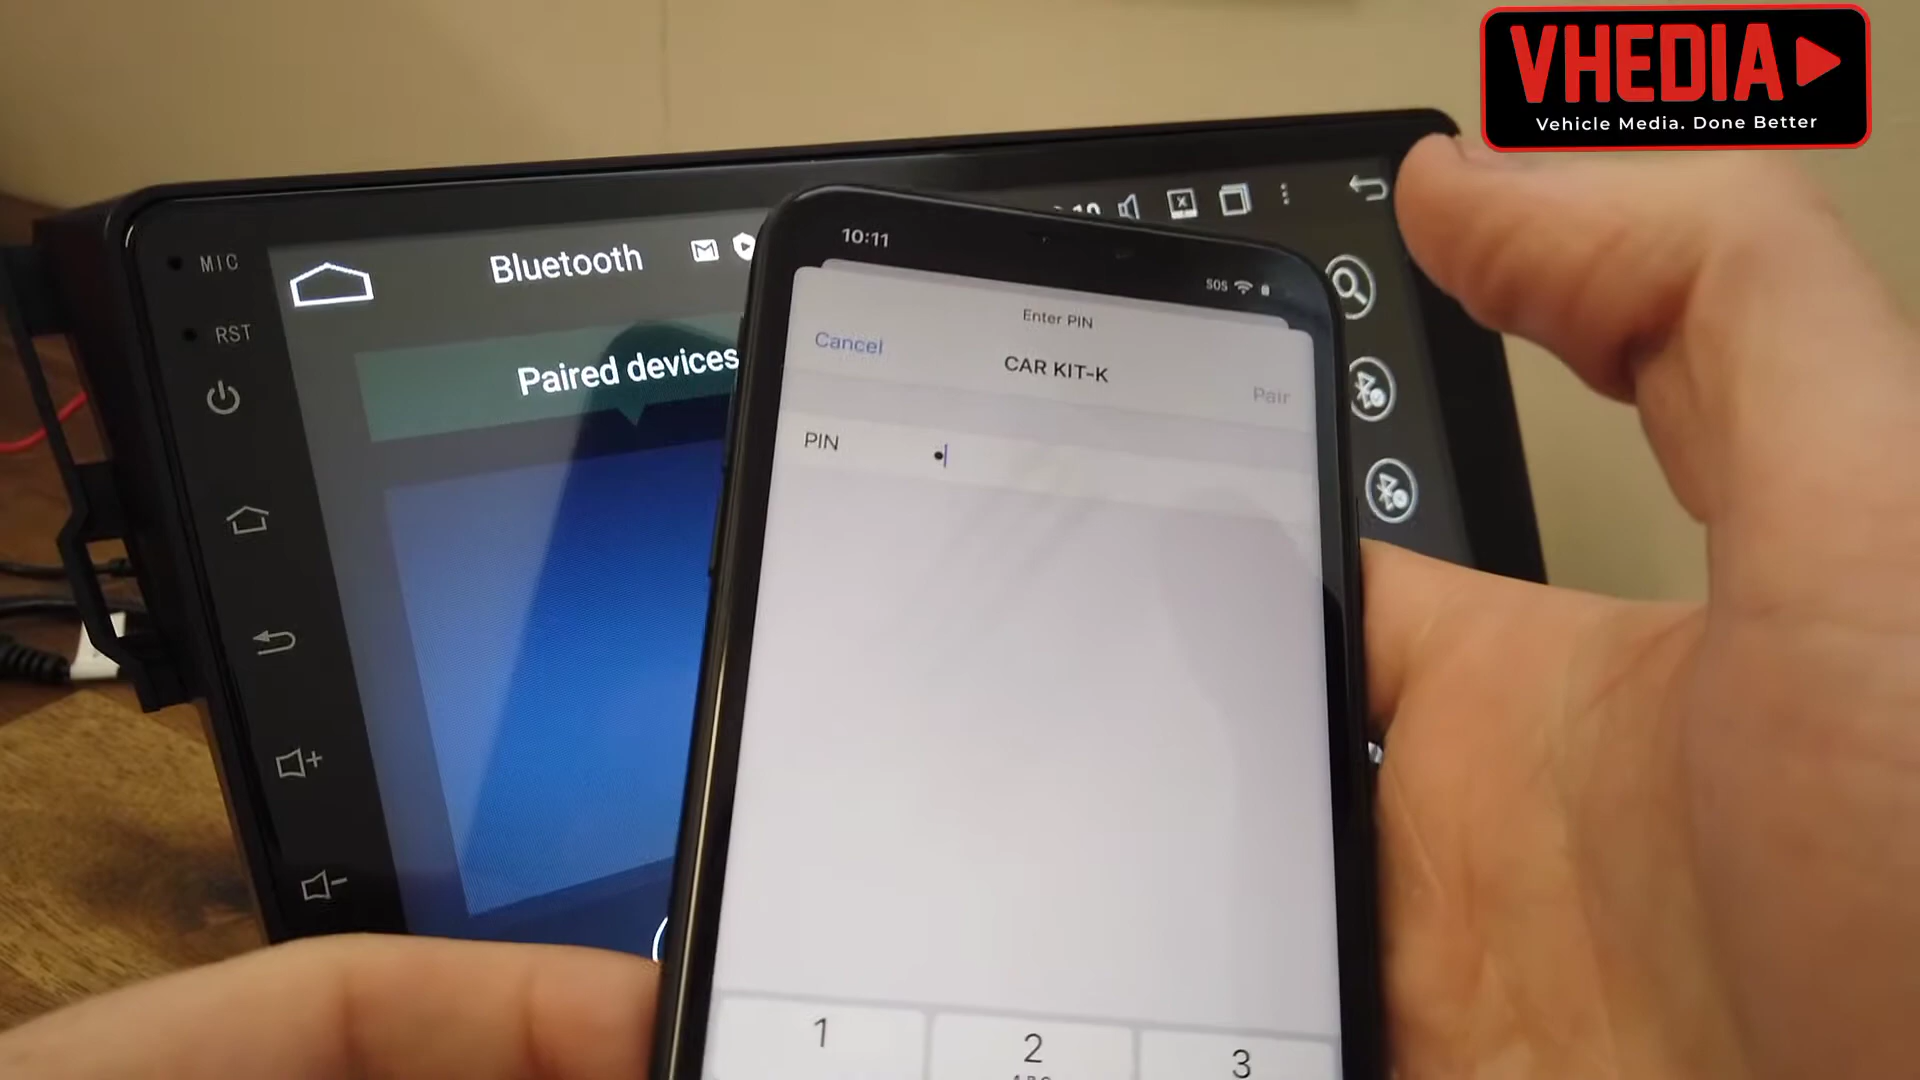 VHEDIA
Vehicle Media. Done Better
MIC
RST
Bluetooth
Paired devices
10:11
SOS
Enter PIN
Cancel
CAR KIT-K
Pair
PIN
1
2
3